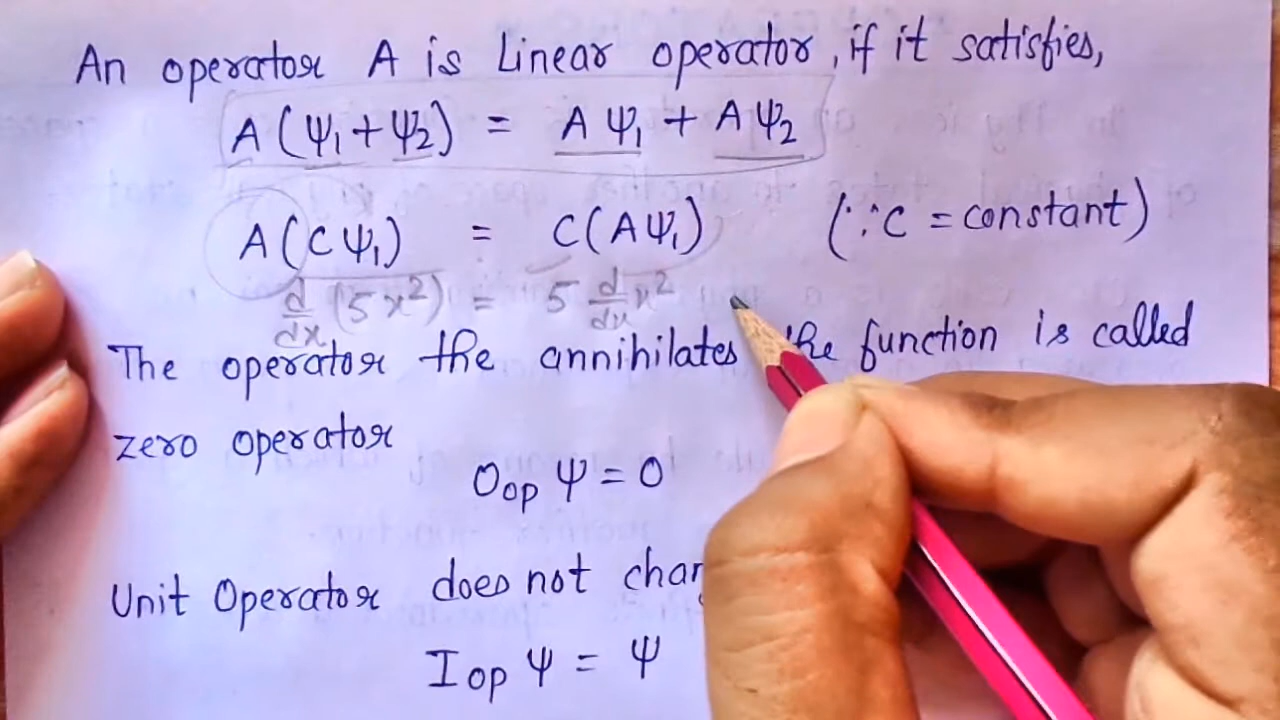 An operator A is Linear operator, if it satisfies,
A(ψ₁ + ψ₂) = Aψ₁ + Aψ₂
A(Cψ₁) = C(Aψ₁) (∵ C = constant)
d/dx (5x²) = 5 d/dx x²
The operator the annihilates the function is called
zero operator
Oop ψ = 0
Unit Operator does not
Iop ψ = ψ